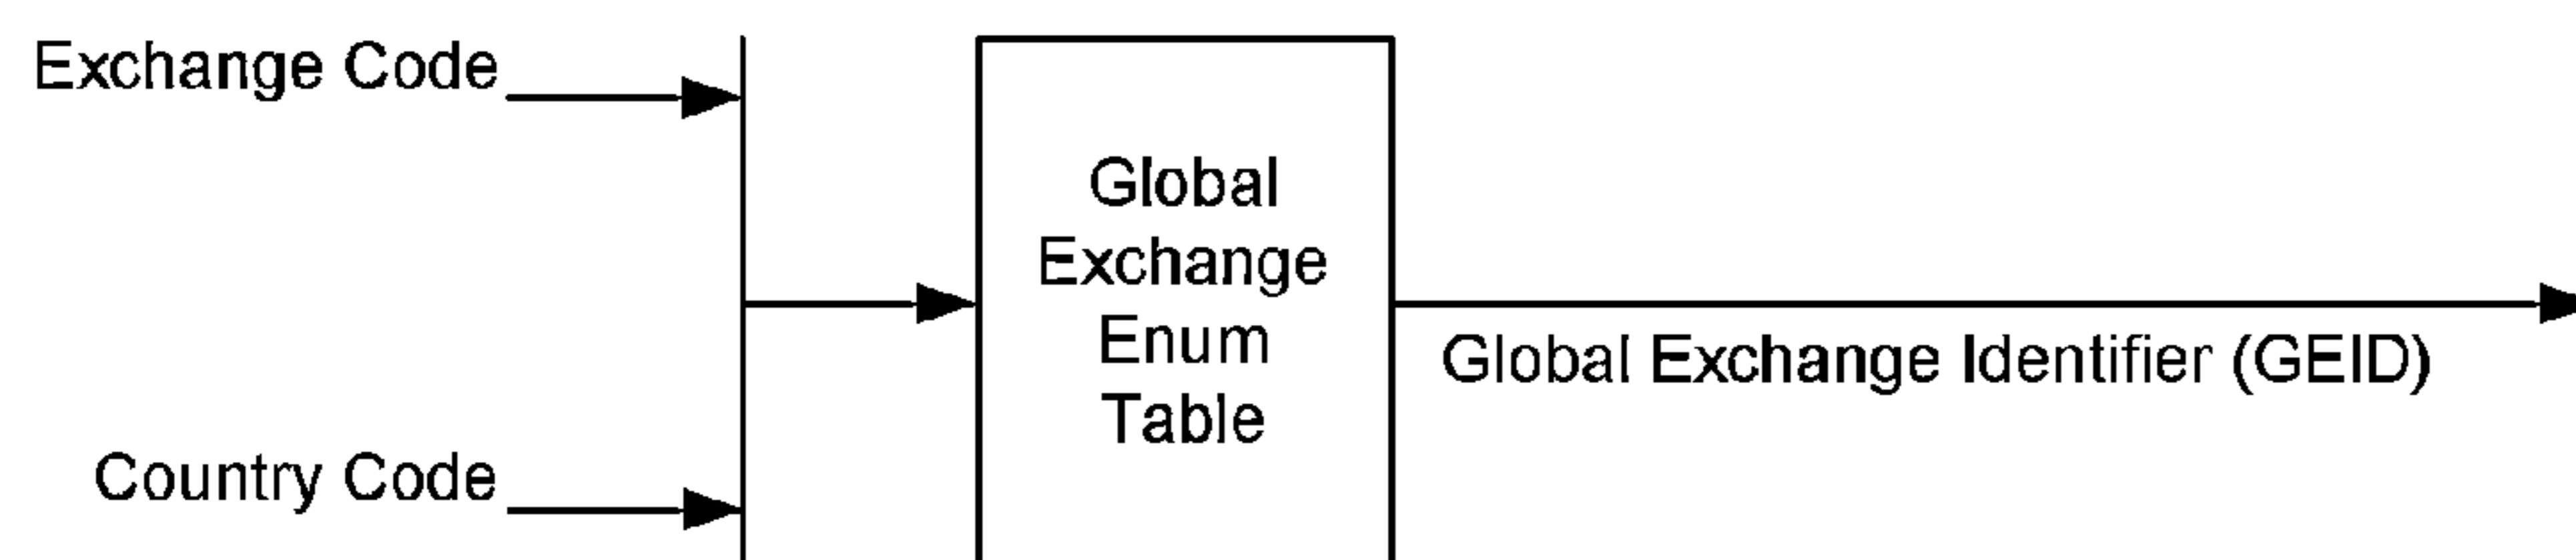 Exchange Code
Global
Exchange
Enum
Table
Global Exchange Identifier (GEID)
Country Code